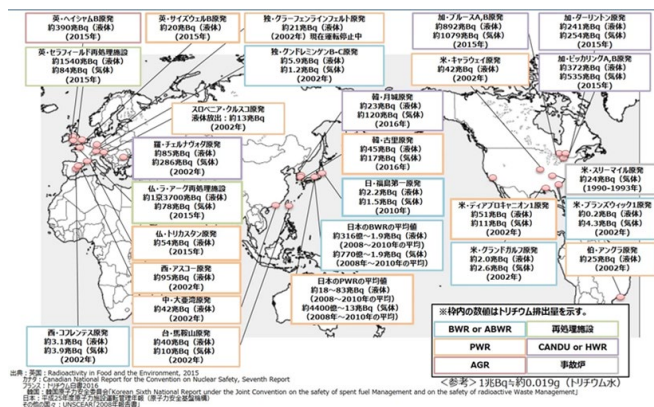 英・ヘイシャムB原発
約390兆Bq（液体）
（2015年）
英・サイズウェルB原発
約20兆Bq（液体）
（2015年）
独・グラーフェンラインフェルト原発
約21兆Bq（液体）
（2002年）現在運転停止中
加・ブルースA,B原発
約892兆Bq（液体）
約1079兆Bq（気体）
（2015年）
加・ダーリントン原発
約241兆Bq（液体）
約254兆Bq（気体）
（2015年）
英・セラフィールド再処理施設
約1540兆Bq（液体）
約84兆Bq（気体）
（2015年）
独・グンドレミンゲンB-C原発
約5.9兆Bq（液体）
約1.2兆Bq（気体）
（2002年）
米・キャラウェイ原発
約42兆Bq（液体）
（2002年）
加・ピッカリングA,B原発
約372兆Bq（液体）
約535兆Bq（気体）
（2015年）
スロベニア・クルスコ原発
液体放出：約13兆Bq
（2002年）
韓・月城原発
約23兆Bq（液体）
約120兆Bq（気体）
（2016年）
羅・チェルナヴォダ原発
約85兆Bq（液体）
約286兆Bq（気体）
（2002年）
韓・古里原発
約45兆Bq（液体）
約17兆Bq（気体）
（2016年）
米・スリーマイル島原発
約24兆Bq（気体）
（1990-1993年）
仏・ラ・アーグ再処理施設
約1京3700兆Bq（液体）
約78兆Bq（気体）
（2015年）
日・福島第一原発
約2.2兆Bq（液体）
約1.5兆Bq（気体）
（2010年）
米・ディアブロキャニオン1原発
約51兆Bq（液体）
約11兆Bq（気体）
（2002年）
米・ブランズウィック1原発
約0.2兆Bq（液体）
約4.3兆Bq（気体）
（2002年）
仏・トリカスタン原発
約54兆Bq（液体）
（2015年）
日本のBWRの平均値
約316億～1.9兆Bq（液体）
（2008～2010年の平均）
約770億～1.9兆Bq（気体）
（2008～2010年の平均）
米・グランドガルフ原発
約2.0兆Bq（液体）
約2.6兆Bq（気体）
（2002年）
伯・アングラ原発
約25兆Bq（液体）
（2002年）
西・アスコー原発
約95兆Bq（液体）
（2002年）
中・大亜湾原発
約42兆Bq（液体）
（2002年）
日本のPWRの平均値
約18～83兆Bq（液体）
（2008～2010年の平均）
約4400億～13兆Bq（気体）
（2008～2010年の平均）
西・コフレンテス原発
約3.1兆Bq（液体）
約3.9兆Bq（気体）
（2002年）
台・馬鞍山原発
約40兆Bq（液体）
約10兆Bq（気体）
（2002年）
※枠内の数値はトリチウム排出量を示す。
BWR or ABWR
再処理施設
PWR
CANDU or HWR
AGR
事故炉
＜参考＞1兆Bq≒約0.019g（トリチウム水）
出典：英国：Radioactivity in Food and the Environment, 2015
カナダ：Canadian National Report for the Convention on Nuclear Safety, Seventh Report
フランス：トリチウム白書2016
韓国：韓国原子力安全委員会「Korean Sixth National Report under the Joint Convention on the safety of spent fuel Management and on the safety of radioactive Waste Management」
日本：平成25年度原子力施設運転管理年報（原子力安全基盤機構）
その他の国々：UNSCEAR「2008年報告書」